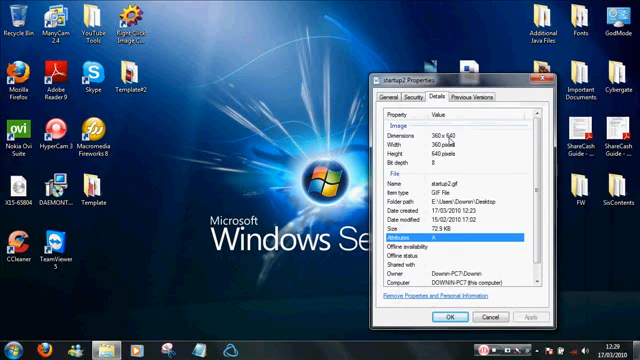 Recycle Bin
ManyCam 2.4
YouTube Tools
Right Click Image C...
Additional Java Files
Fonts
GodMode
Mozilla Firefox
Adobe Reader 9
Skype
Template#2
Important Documents
Cybergate
Nokia Ovi Suite
HyperCam 3
Macromedia Fireworks 8
ShareCash Guide -...
ShareCash Guide -...
X15-65804
DAEMON T...
Template
FW
SisContents
CCleaner
TeamViewer 5
Microsoft
Windows Se
startup2 Properties
General
Security
Details
Previous Versions
Property
Value
Image
Dimensions
360 x 640
Width
360 pixels
Height
640 pixels
Bit depth
8
File
Name
startup2.gif
Item type
GIF File
Folder path
E:\Users\Downin\Desktop
Date created
17/03/2010 12:23
Date modified
15/02/2010 17:02
Size
72.9 KB
Attributes
A
Offline availability
Offline status
Shared with
Owner
Downin-PC7\Downin
Computer
DOWNIN-PC7 (this computer)
Remove Properties and Personal Information
OK
Cancel
Apply
12:29
17/03/2010